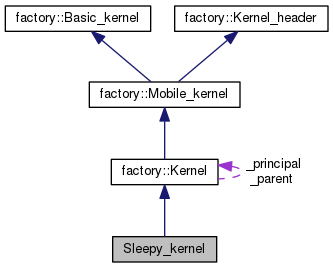 factory::Basic_kernel
factory::Kernel_header
factory::Mobile_kernel
factory::Kernel
_principal
_parent
Sleepy_kernel